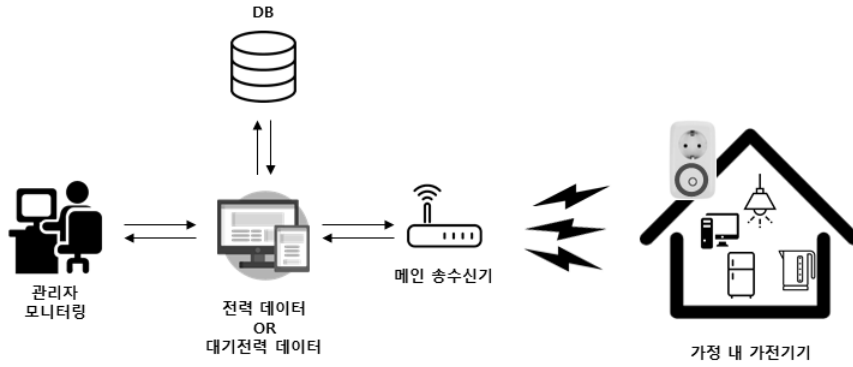 DB
관리자
모니터링
전력 데이터
OR
대기전력 데이터
메인 송수신기
가정 내 가전기기